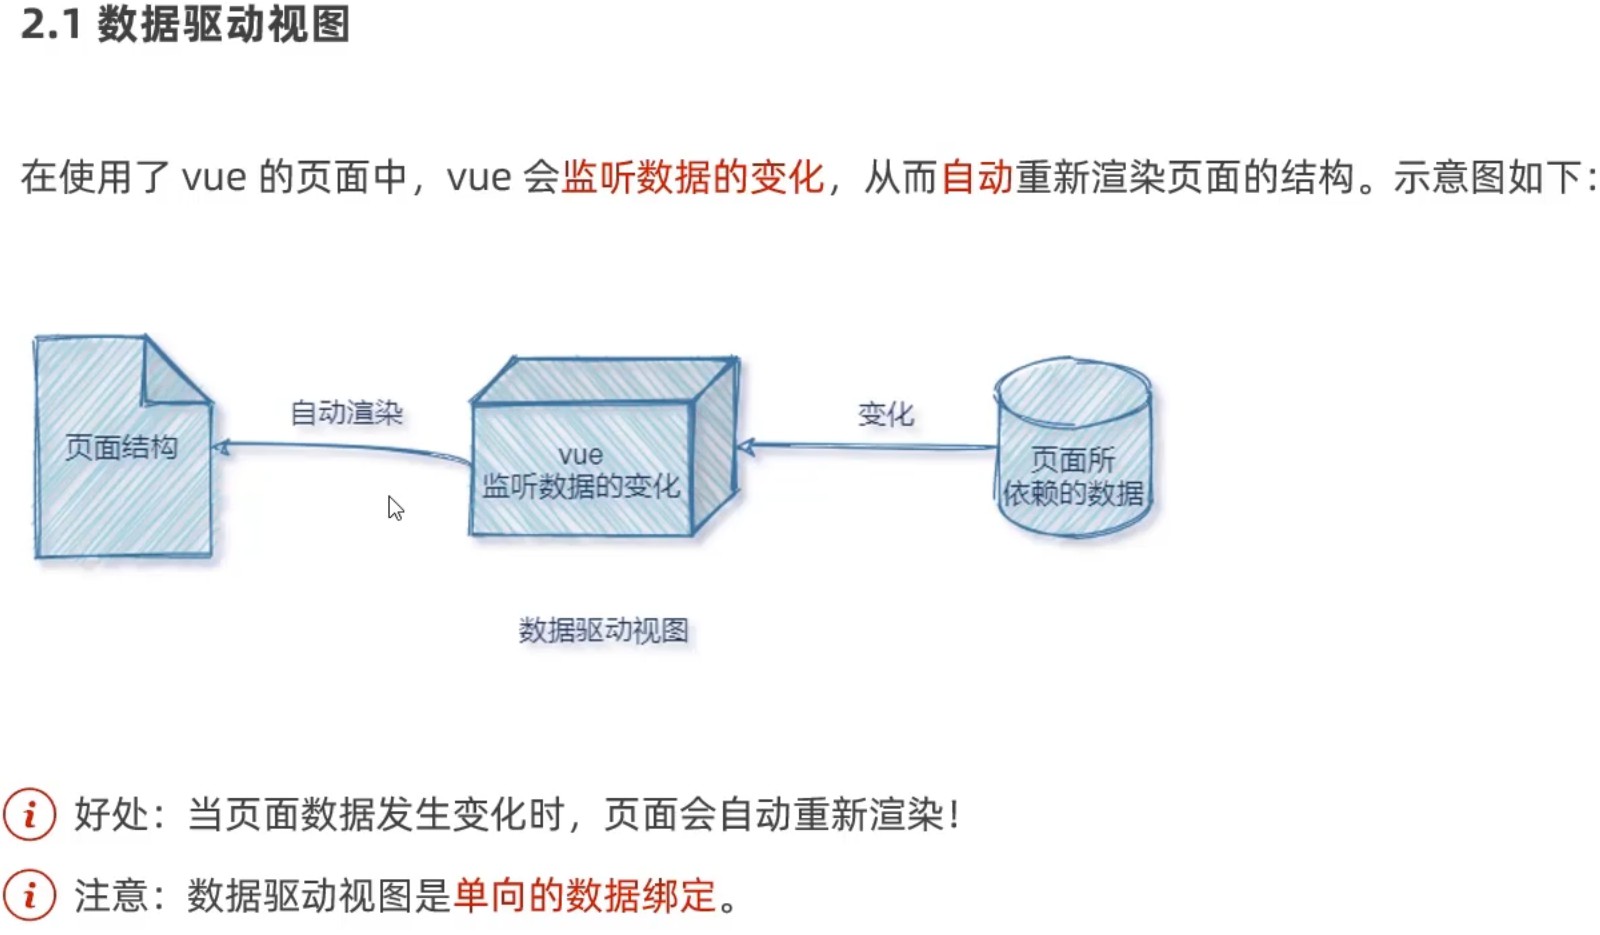 2.1 数据驱动视图
在使用了 vue 的页面中，vue 会监听数据的变化，从而自动重新渲染页面的结构。示意图如下：
自动渲染
变化
页面结构
vue
监听数据的变化
页面所
依赖的数据
数据驱动视图
i 好处：当页面数据发生变化时，页面会自动重新渲染！
i 注意：数据驱动视图是单向的数据绑定。